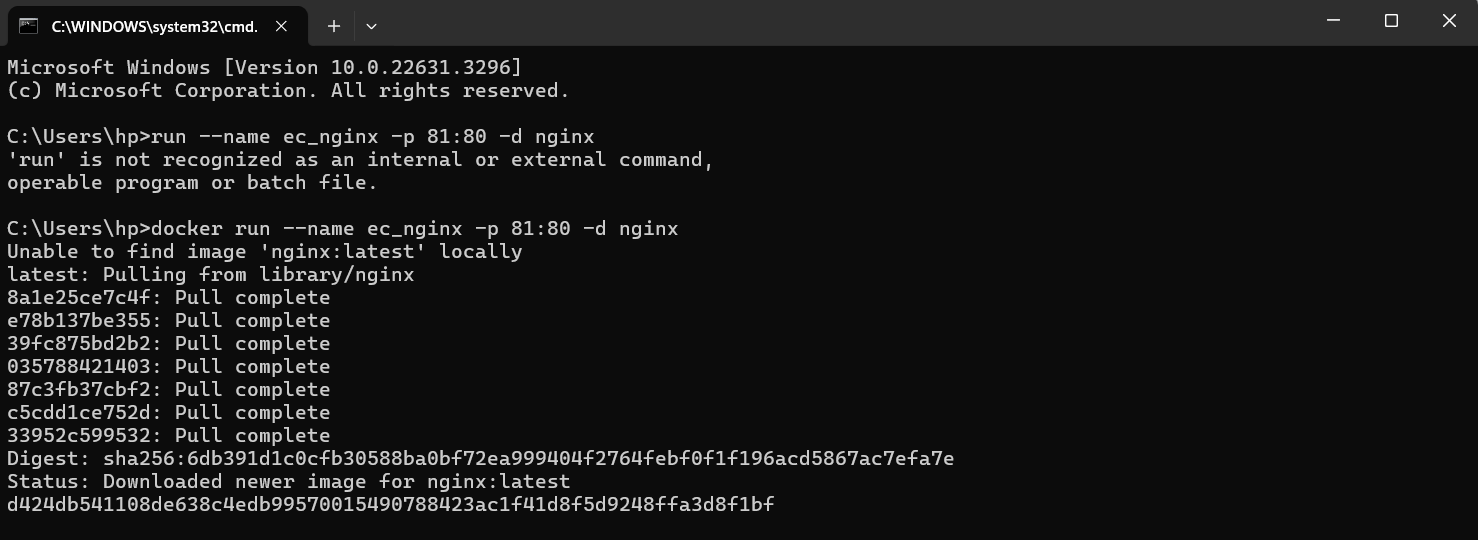 C:\WINDOWS\system32\cmd.
Microsoft Windows [Version 10.0.22631.3296]
(c) Microsoft Corporation. All rights reserved.
C:\Users\hp>run --name ec_nginx -p 81:80 -d nginx
'run' is not recognized as an internal or external command,
operable program or batch file.
C:\Users\hp>docker run --name ec_nginx -p 81:80 -d nginx
Unable to find image 'nginx:latest' locally
latest: Pulling from library/nginx
8a1e25ce7c4f: Pull complete
e78b137be355: Pull complete
39fc875bd2b2: Pull complete
035788421403: Pull complete
87c3fb37cbf2: Pull complete
c5cdd1ce752d: Pull complete
33952c599532: Pull complete
Digest: sha256:6db391d1c0cfb30588ba0bf72ea999404f2764febf0f1f196acd5867ac7efa7e
Status: Downloaded newer image for nginx:latest
d424db541108de638c4edb99570015490788423ac1f41d8f5d9248ffa3d8f1bf